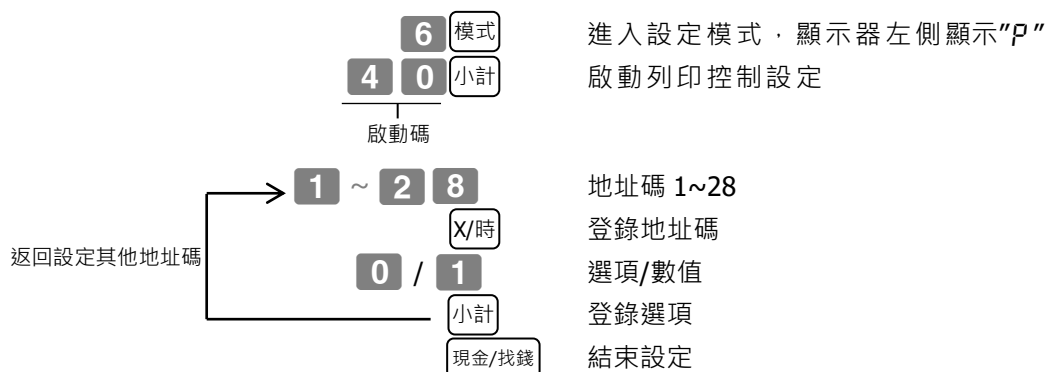 6 模式 進入設定模式，顯示器左側顯示"P"
4 0 小計 啟動列印控制設定
啟動碼
1 ~ 2 8 地址碼 1~28
X/時 登錄地址碼
返回設定其他地址碼
0 / 1 選項/數值
小計 登錄選項
現金/找錢 結束設定